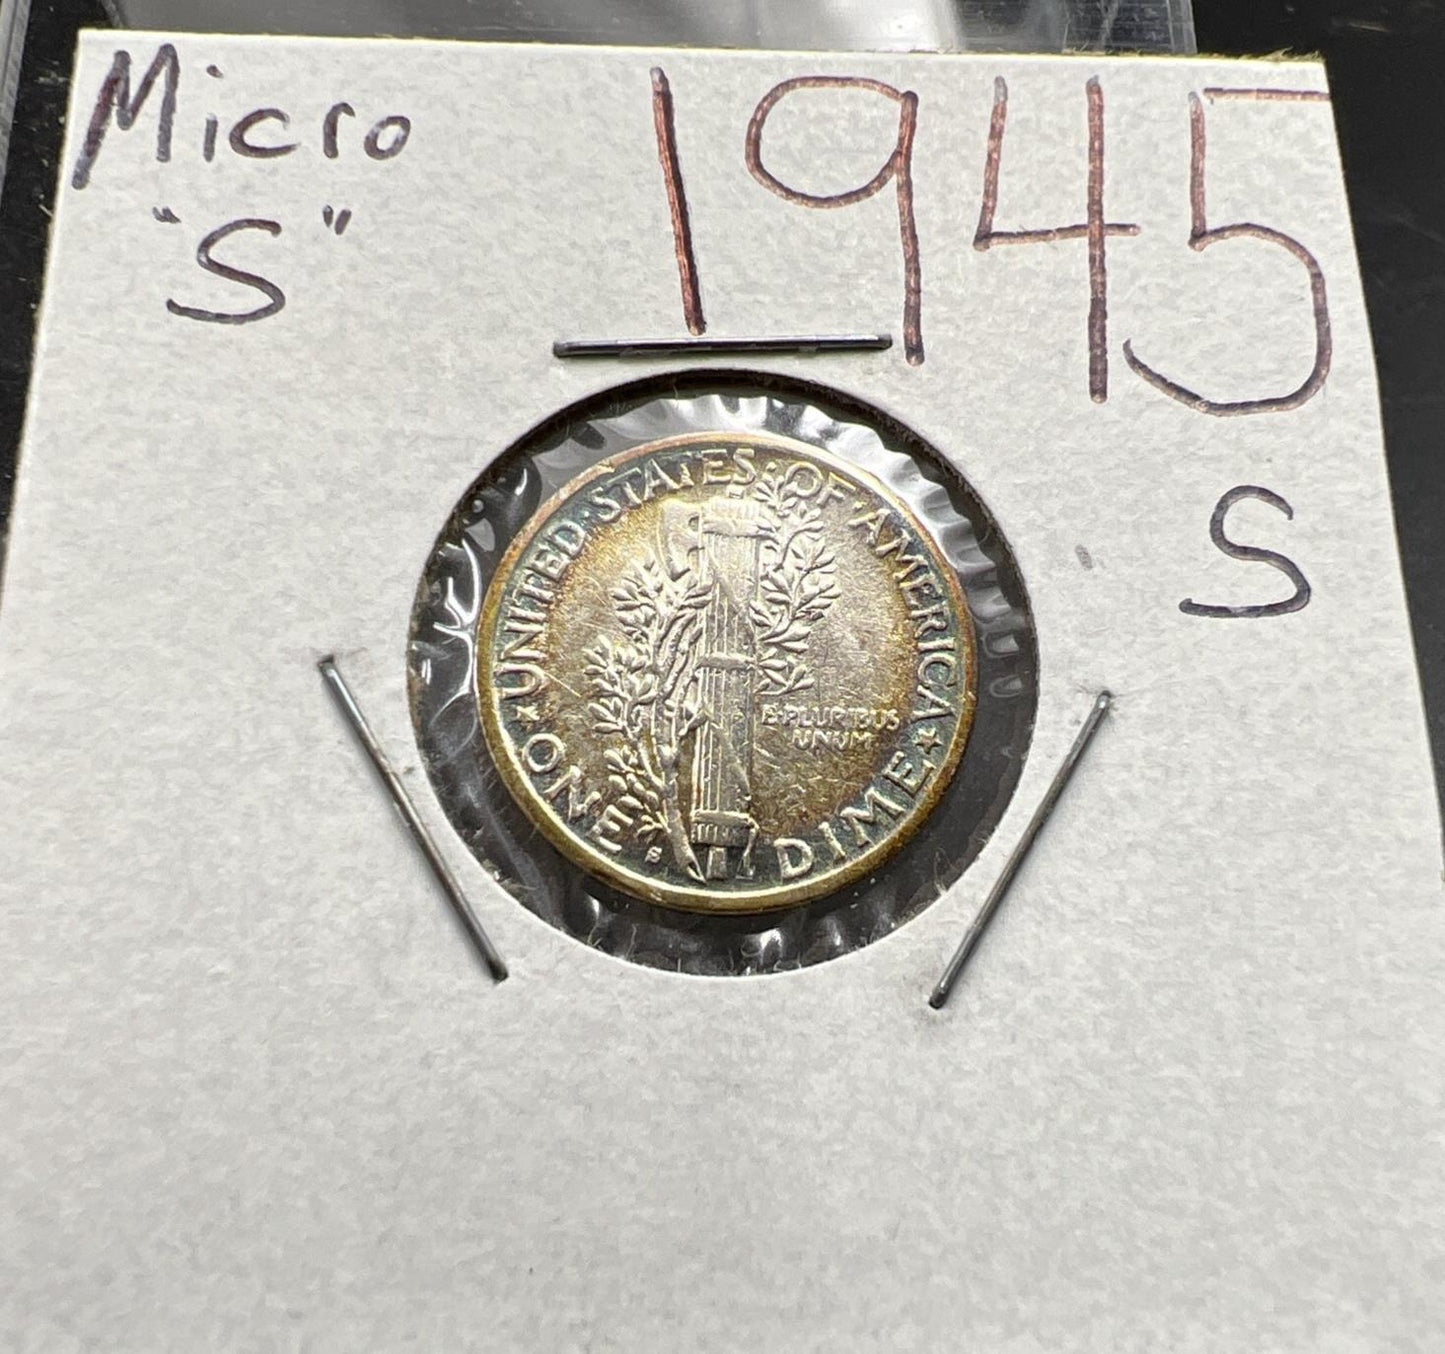 Micro
"S"
1945
S
UNITED·STATES·OF·AMERICA
E·PLURIBUS
UNUM
★ONE
DIME★
S